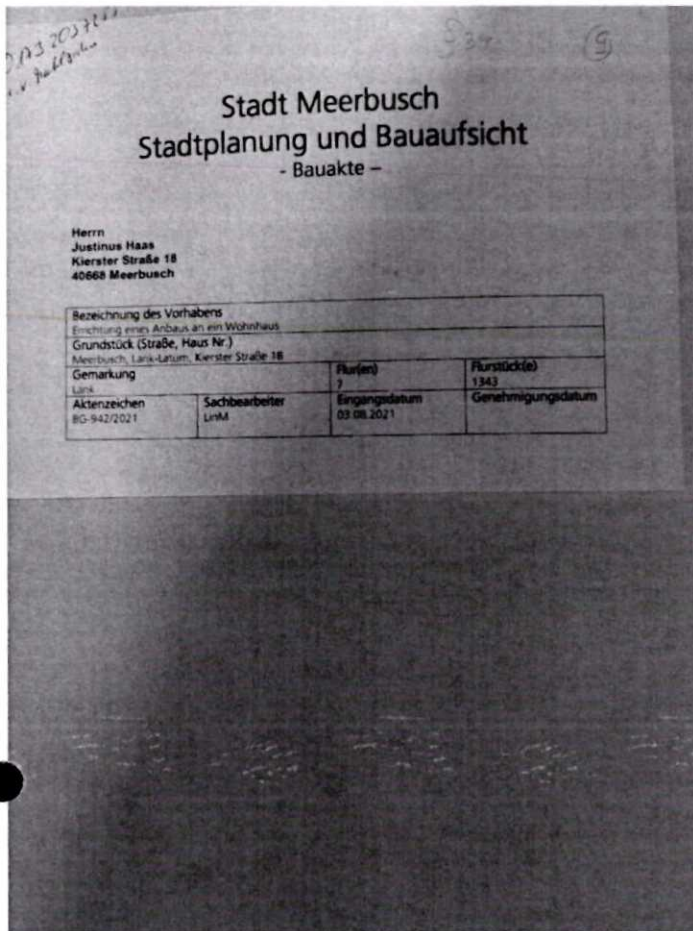 Stadt Meerbusch
Stadtplanung und Bauaufsicht
- Bauakte –
Herrn
Justinus Haas
Kierster Straße 18
40668 Meerbusch
Bezeichnung des Vorhabens
Errichtung eines Anbaus an ein Wohnhaus
Grundstück (Straße, Haus Nr.)
Meerbusch, Lank-Latum, Kierster Straße 18
Gemarkung Flur(en) Flurstück(e)
Lank 7 1343
Aktenzeichen Sachbearbeiter Eingangsdatum Genehmigungsdatum
BG-942/2021 LinM 03.08.2021